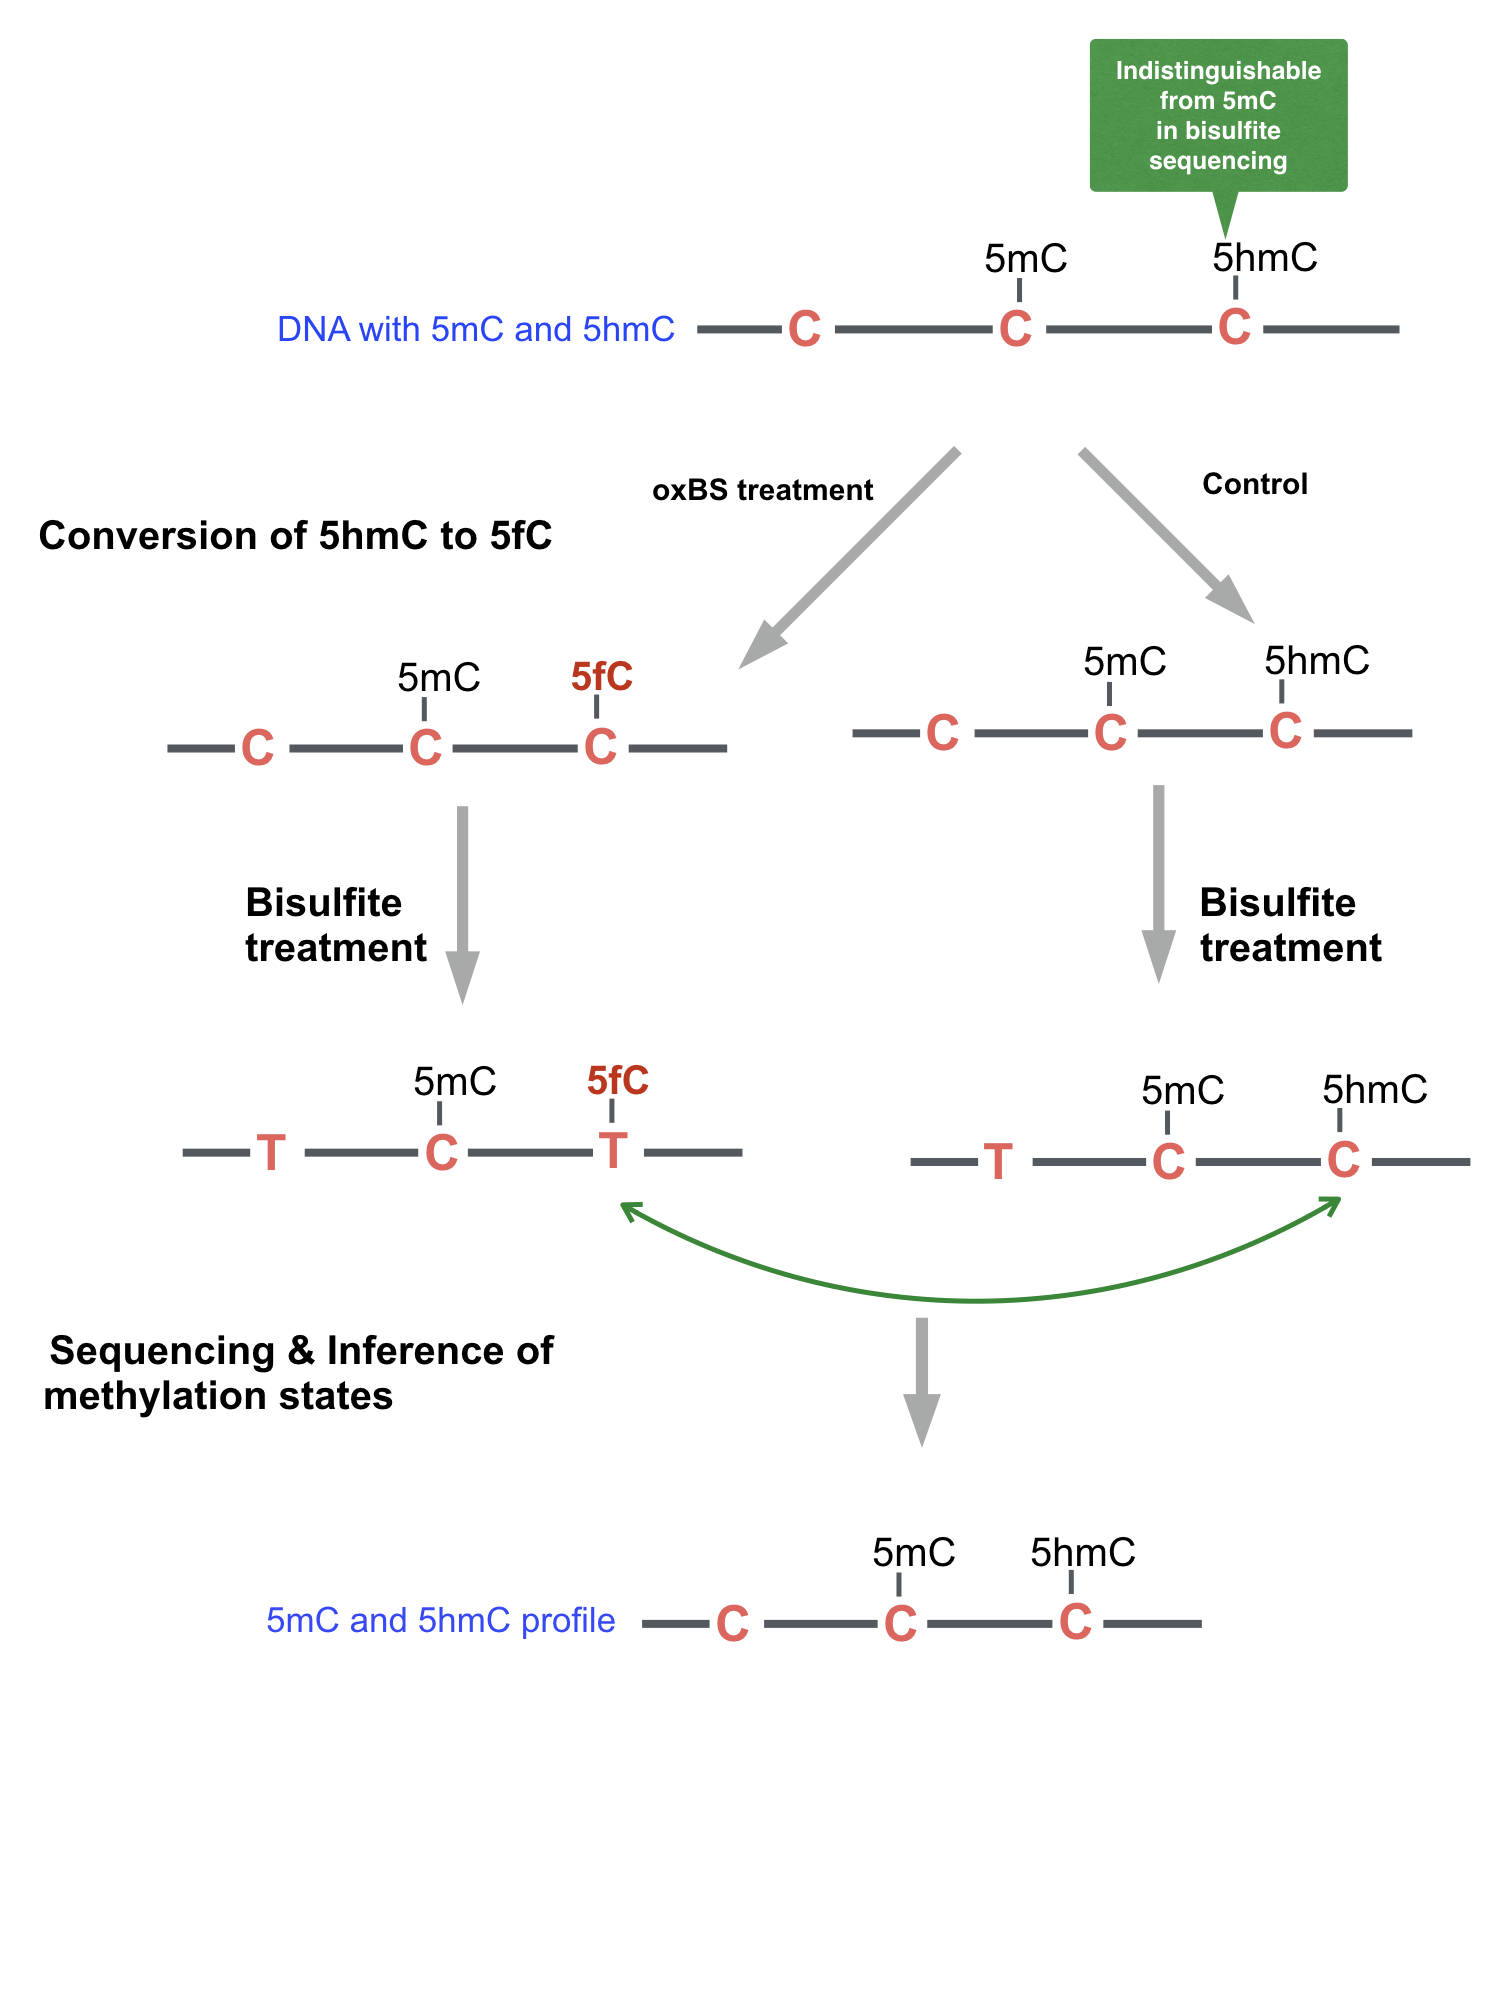 Indistinguishable
from 5mC
in bisulfite
sequencing
5mC 5hmC
DNA with 5mC and 5hmC C C C
oxBS treatment Control
Conversion of 5hmC to 5fC
5mC 5fC
C C C
5mC 5hmC
C C C
Bisulfite
treatment
Bisulfite
treatment
5mC 5fC
T C T
5mC 5hmC
T C C
Sequencing & Inference of
methylation states
5mC 5hmC
5mC and 5hmC profile C C C